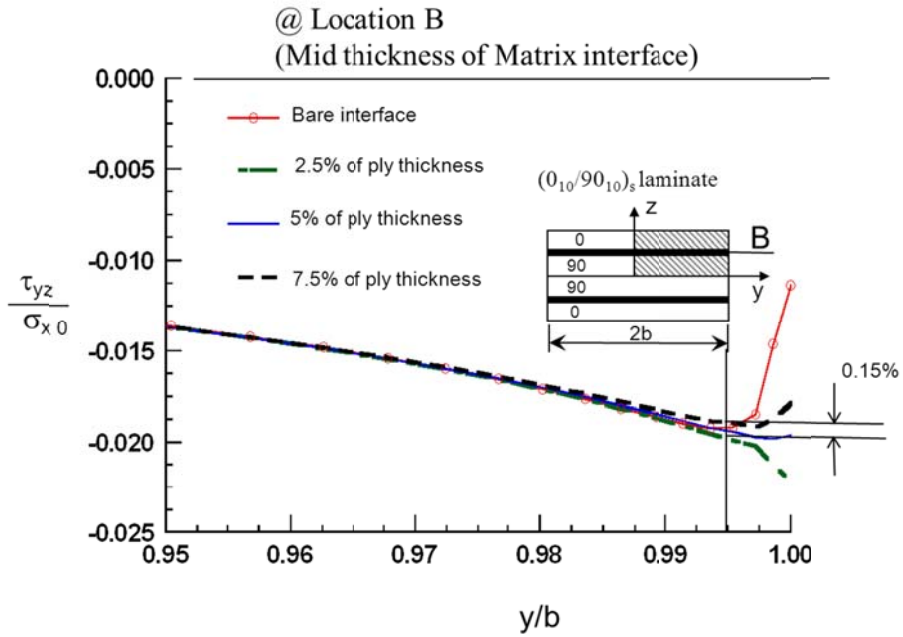 @ Location B
(Mid thickness of Matrix interface)
0.000
-0.005
-0.010
-0.015
-0.020
-0.025
τyz
σx 0
Bare interface
2.5% of ply thickness
5% of ply thickness
7.5% of ply thickness
(0₁₀/90₁₀)ₛ laminate
z
0
B
90
y
90
0
2b
0.15%
0.95
0.96
0.97
0.98
0.99
1.00
y/b